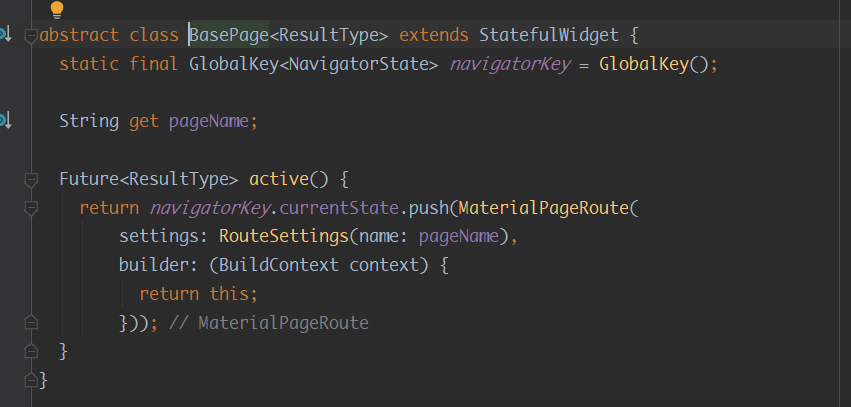 abstract class BasePage<ResultType> extends StatefulWidget {
static final GlobalKey<NavigatorState> navigatorKey = GlobalKey();
String get pageName;
Future<ResultType> active() {
return navigatorKey.currentState.push(MaterialPageRoute(
settings: RouteSettings(name: pageName),
builder: (BuildContext context) {
return this;
})); // MaterialPageRoute
}
}